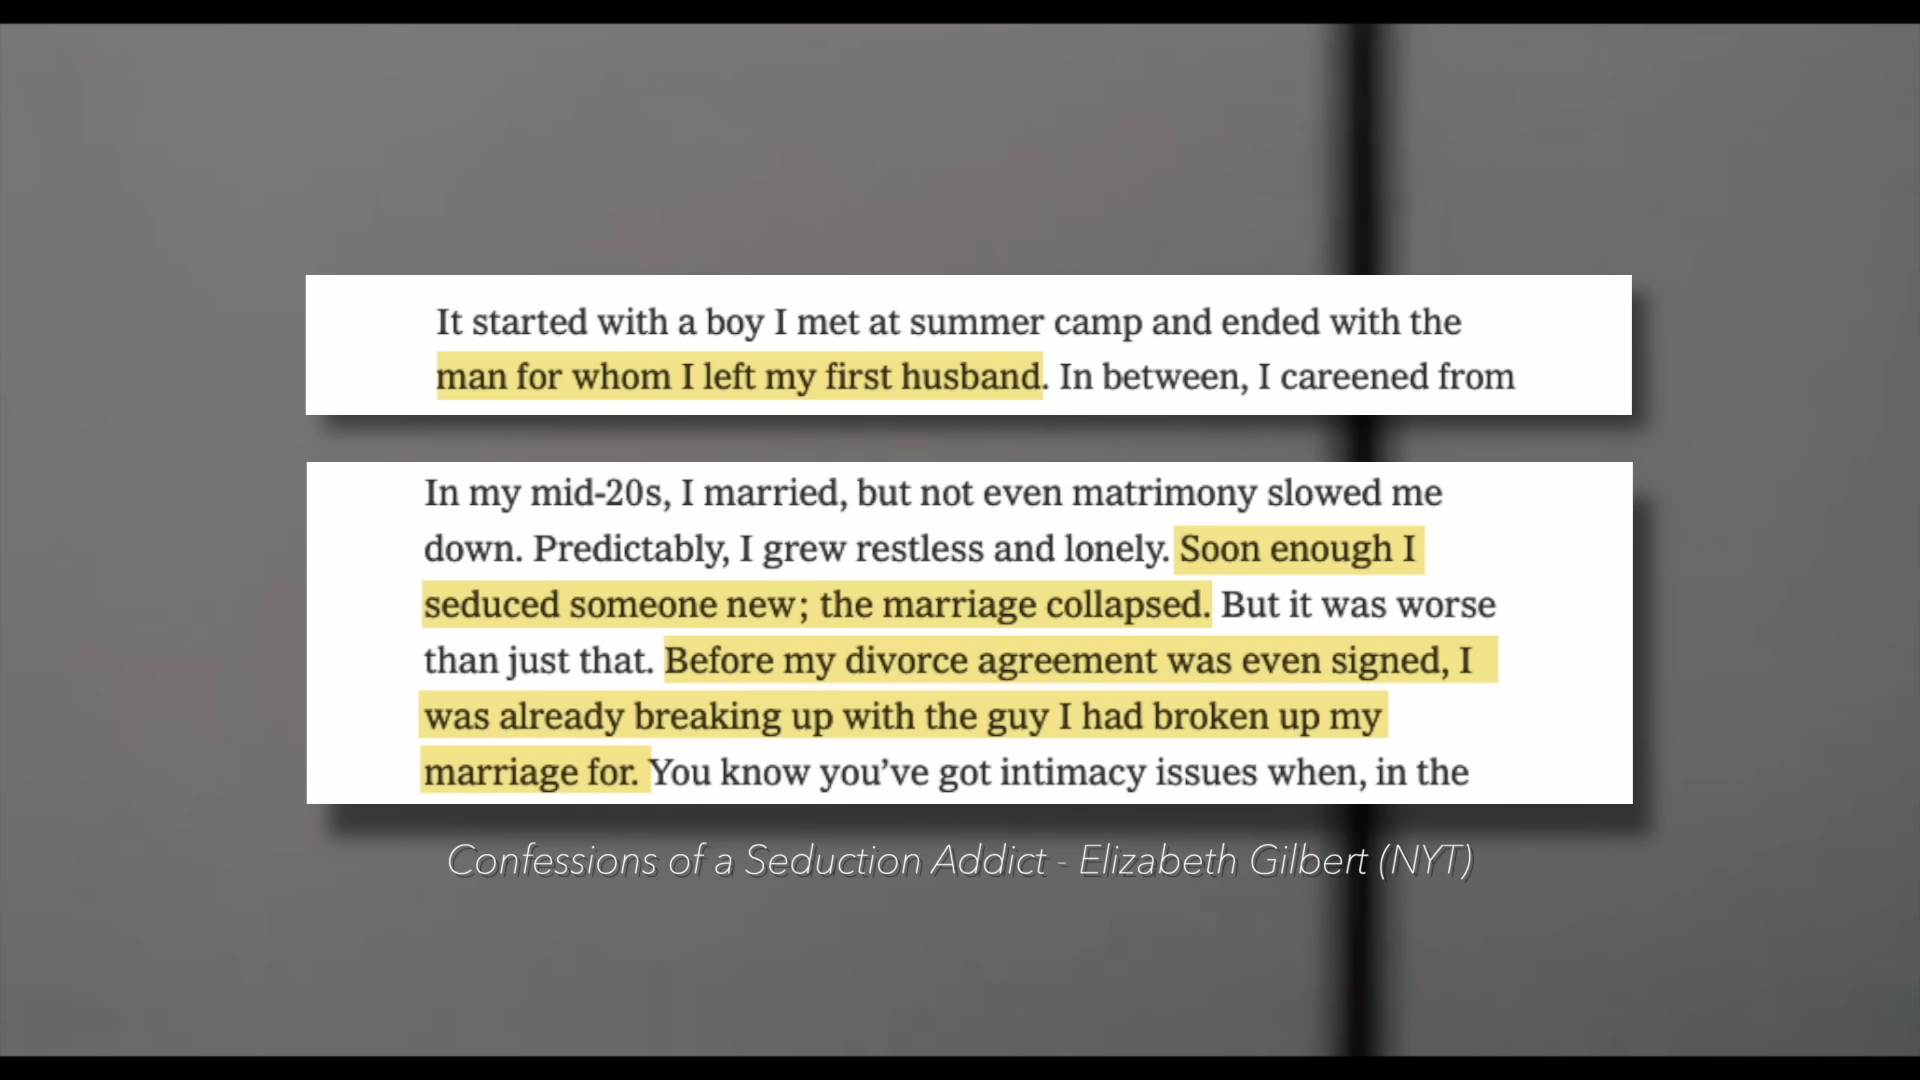 It started with a boy I met at summer camp and ended with the
man for whom I left my first husband. In between, I careened from
In my mid-20s, I married, but not even matrimony slowed me
down. Predictably, I grew restless and lonely. Soon enough I
seduced someone new; the marriage collapsed. But it was worse
than just that. Before my divorce agreement was even signed, I
was already breaking up with the guy I had broken up my
marriage for. You know you’ve got intimacy issues when, in the
Confessions of a Seduction Addict - Elizabeth Gilbert (NYT)